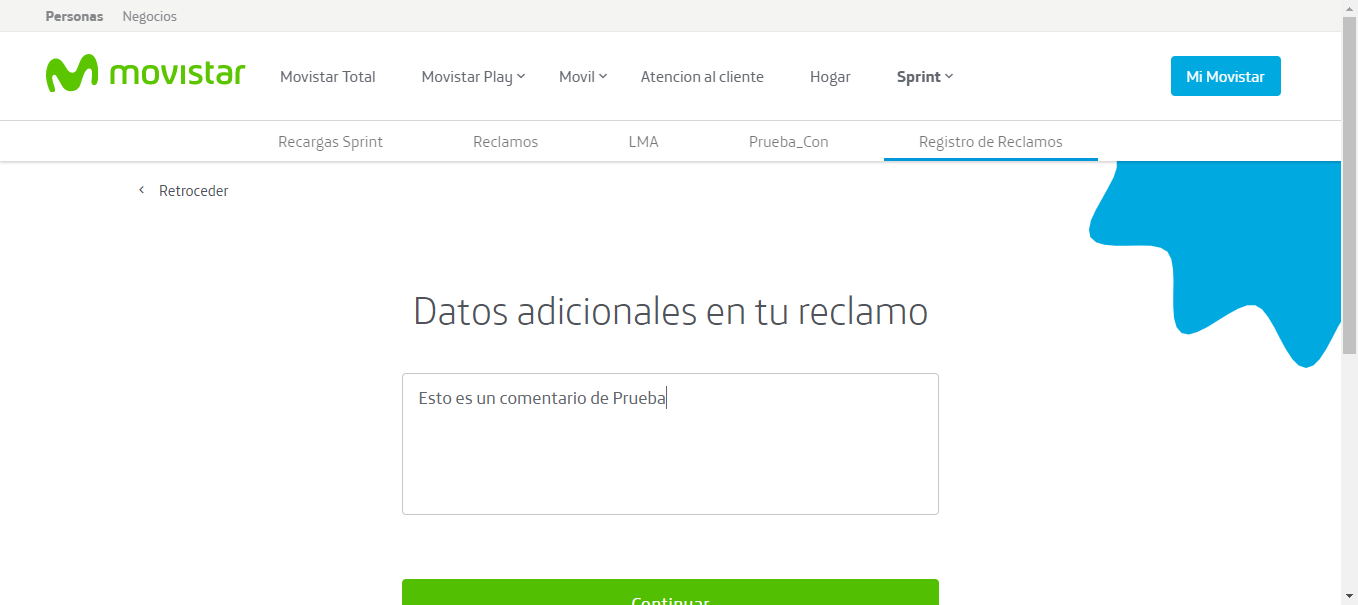 Personas Negocios
movistar Movistar Total Movistar Play Movil Atencion al cliente Hogar Sprint Mi Movistar
Recargas Sprint Reclamos LMA Prueba_Con Registro de Reclamos
Retroceder
Datos adicionales en tu reclamo
Esto es un comentario de Prueba
Continuar